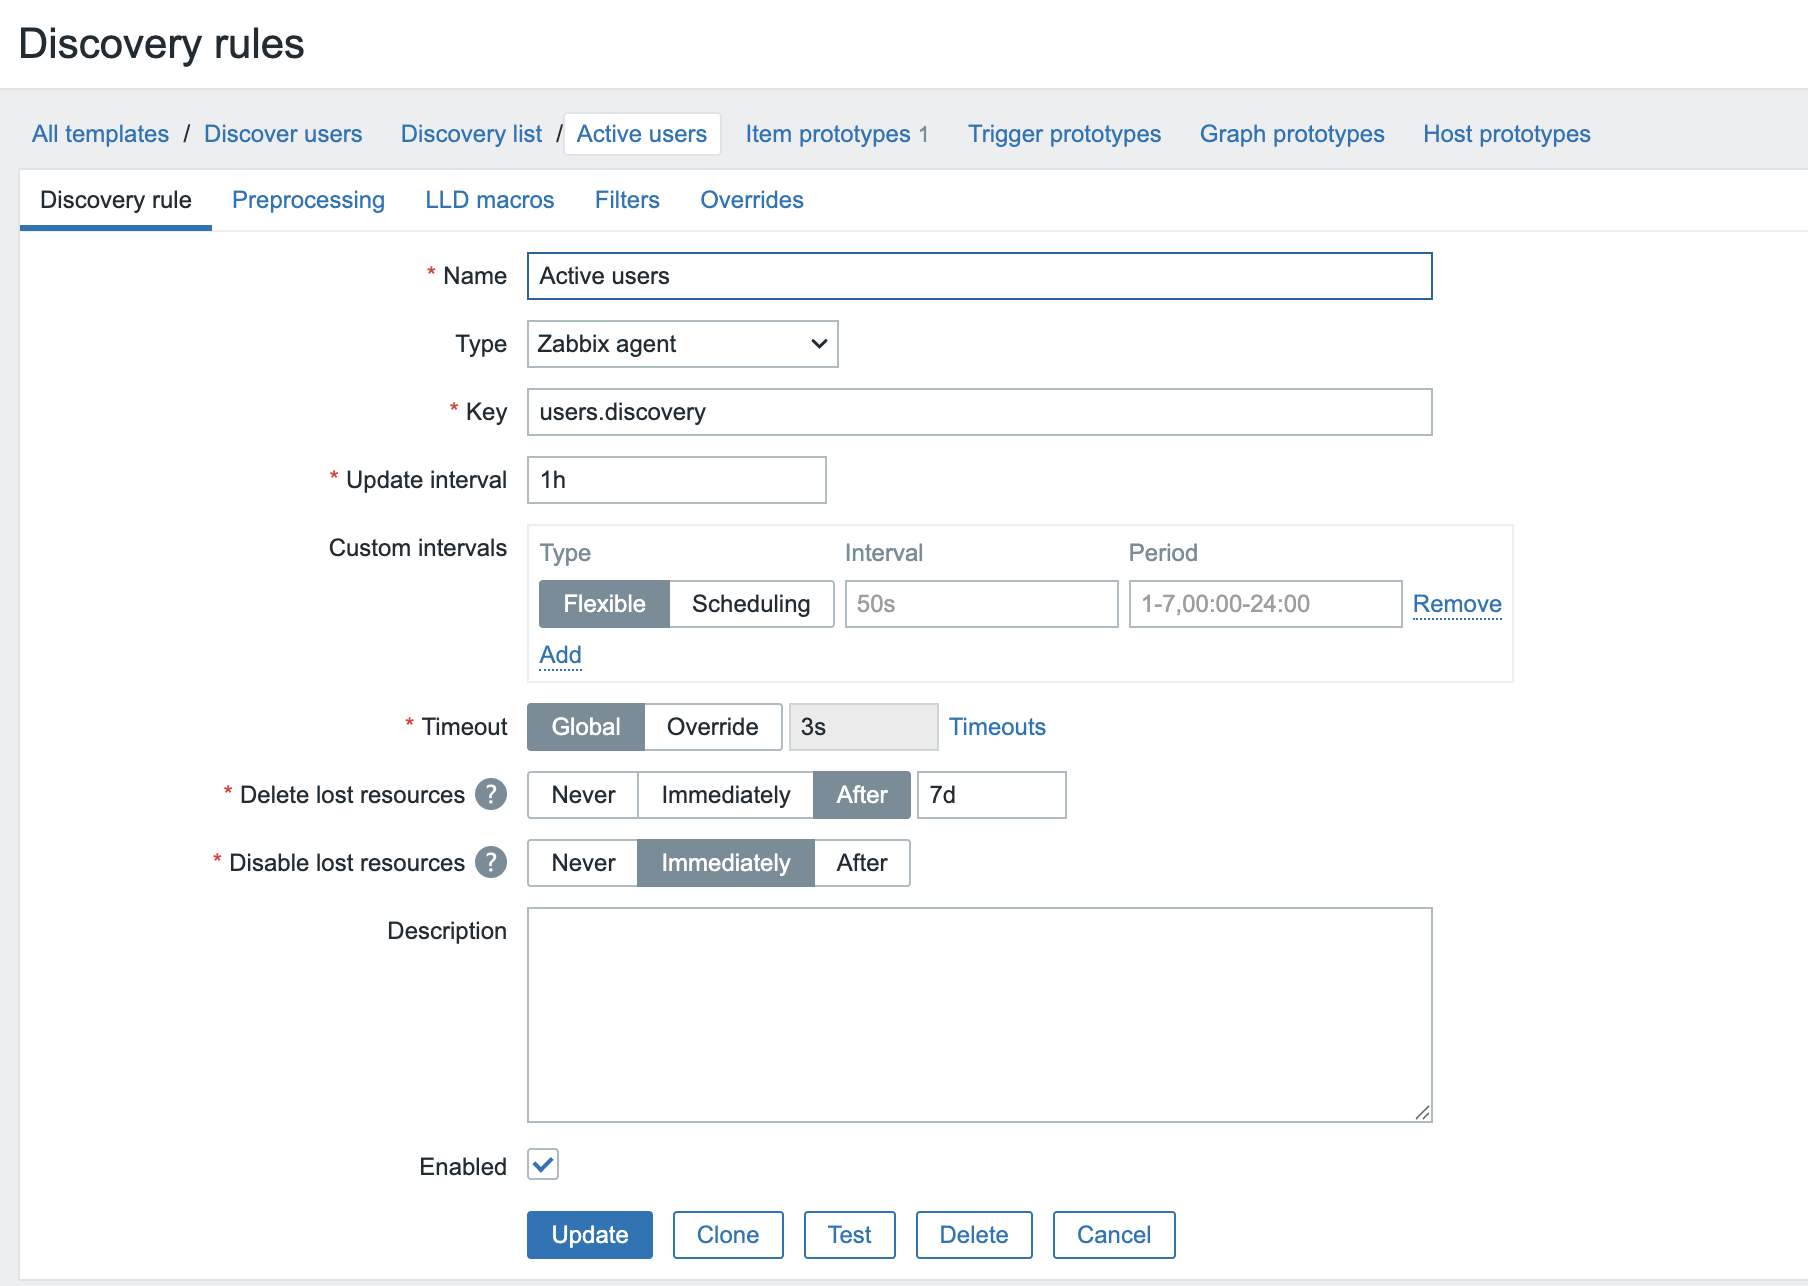 Discovery rules
All templates / Discover users Discovery list / Active users Item prototypes 1 Trigger prototypes Graph prototypes Host prototypes
Discovery rule Preprocessing LLD macros Filters Overrides
* Name Active users
Type Zabbix agent
* Key users.discovery
* Update interval 1h
Custom intervals Type Interval Period
Flexible Scheduling 50s 1-7,00:00-24:00 Remove
Add
* Timeout Global Override 3s Timeouts
* Delete lost resources ? Never Immediately After 7d
* Disable lost resources ? Never Immediately After
Description
Enabled
Update Clone Test Delete Cancel